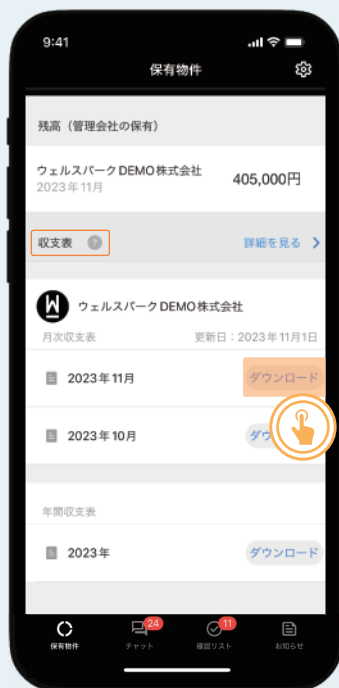 9:41
保有物件
残高（管理会社の保有）
ウェルスパークDEMO株式会社
2023年11月
405,000円
収支表 ?
詳細を見る
ウェルスパークDEMO株式会社
月次収支表
更新日：2023年11月1日
2023年11月
ダウンロード
2023年10月
ダウ
年間収支表
2023年
ダウンロード
24
11
保有物件
チャット
確認リスト
お知らせ